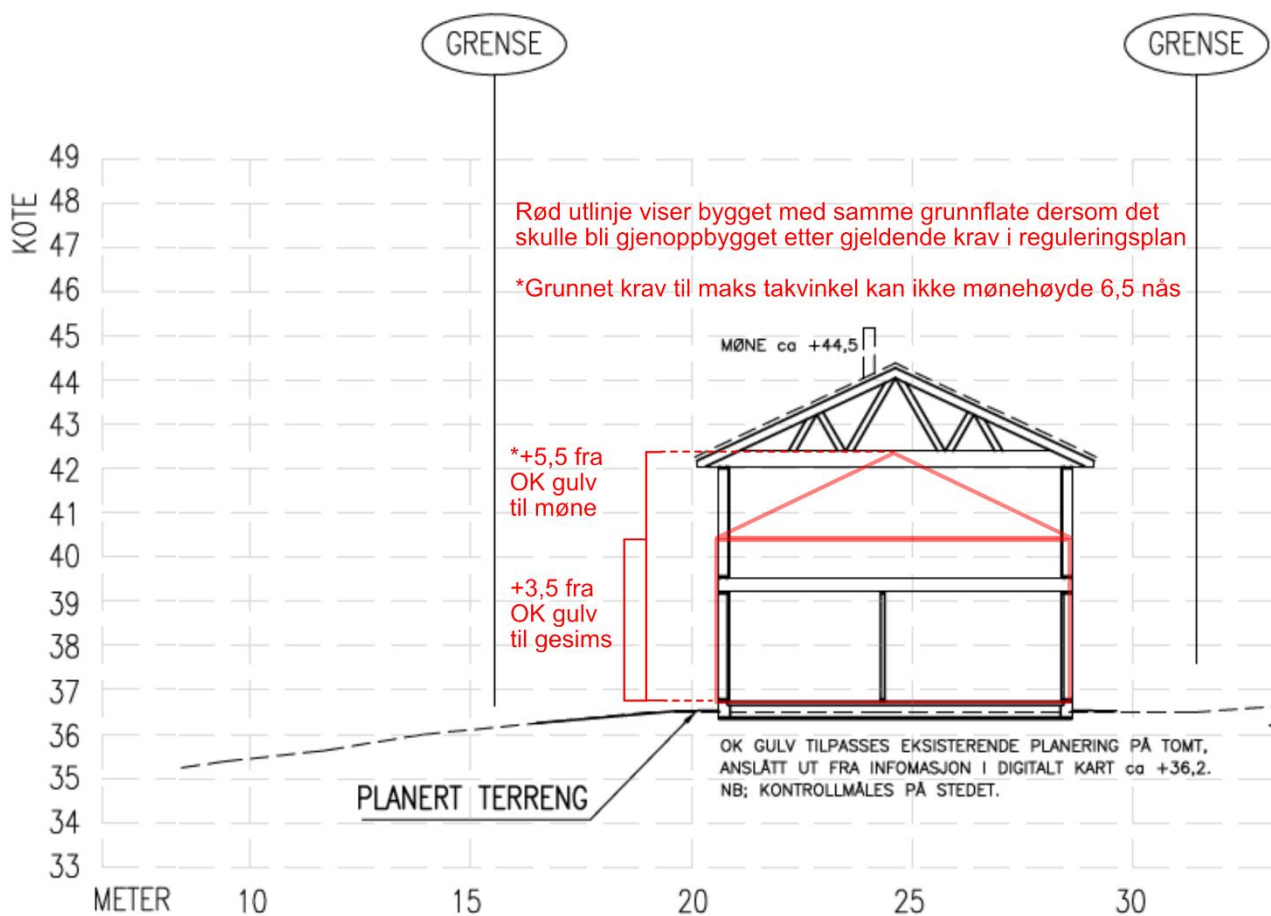 GRENSE
GRENSE
KOTE
49
48
47
46
45
44
43
42
41
40
39
38
37
36
35
34
33
Rød utlinje viser bygget med samme grunnflate dersom det
skulle bli gjenoppbygget etter gjeldende krav i reguleringsplan
*Grunnet krav til maks takvinkel kan ikke mønehøyde 6,5 nås
MØNE ca +44,5
*+5,5 fra
OK gulv
til møne
+3,5 fra
OK gulv
til gesims
OK GULV TILPASSES EKSISTERENDE PLANERING PÅ TOMT,
ANSLÅTT UT FRA INFOMASJON I DIGITALT KART ca +36,2.
NB; KONTROLLMÅLES PÅ STEDET.
PLANERT TERRENG
METER 10 15 20 25 30